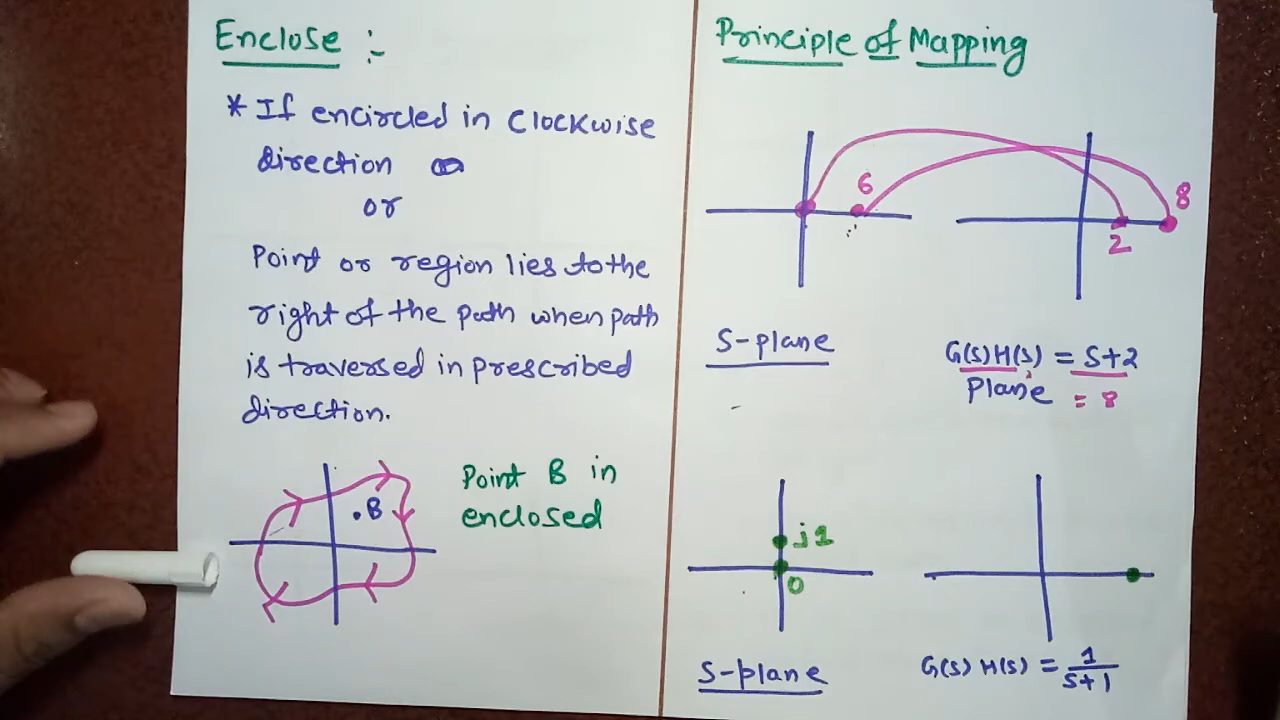 Enclose :-
* If encircled in Clockwise
direction
or
Point or region lies to the
right of the path when path
is traversed in prescribed
direction.
.B
Point B in
enclosed
Principle of Mapping
6
8
2
S-plane
G(s)H(s) = S+2
Plane = 8
j1
0
S-plane
G(s) H(s) = 1/S+1